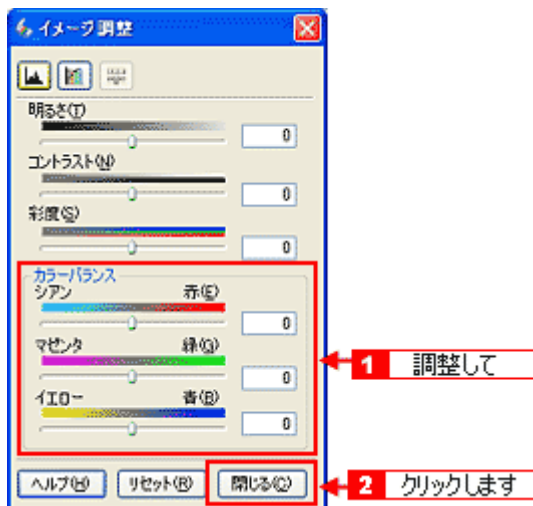 イメージ調整
明るさ(T)
0
コントラスト(N)
0
彩度(S)
0
カラーバランス
シアン 赤(E)
0
マゼンタ 緑(G)
0
1 調整して
イエロー 青(B)
0
ヘルプ(H) リセット(R) 閉じる(C) 2 クリックします